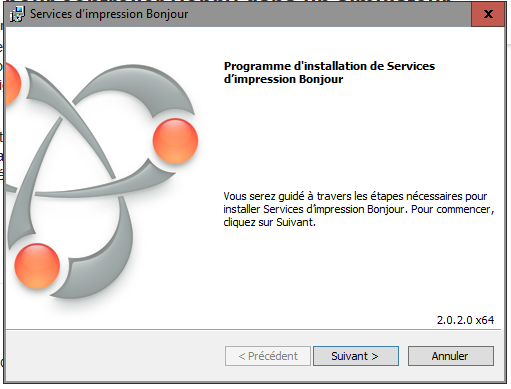 Services d'impression Bonjour
x
Programme d'installation de Services
d'impression Bonjour
Vous serez guidé à travers les étapes nécessaires pour
installer Services d'impression Bonjour. Pour commencer,
cliquez sur Suivant.
2.0.2.0 x64
< Précédent
Suivant >
Annuler